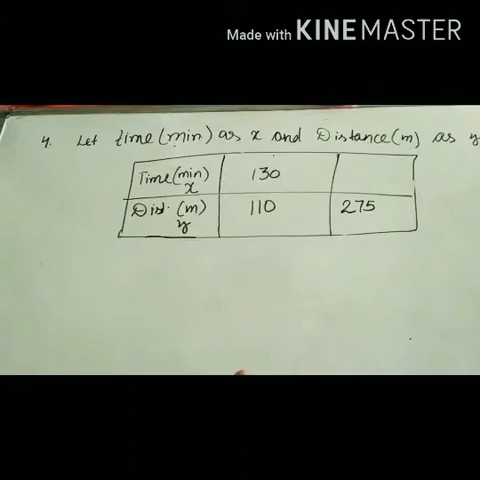 Made with KINEMASTER
4. Let time(min) as x and Distance(m) as y
Time(min) x 130
Dist. (m) y 110 275